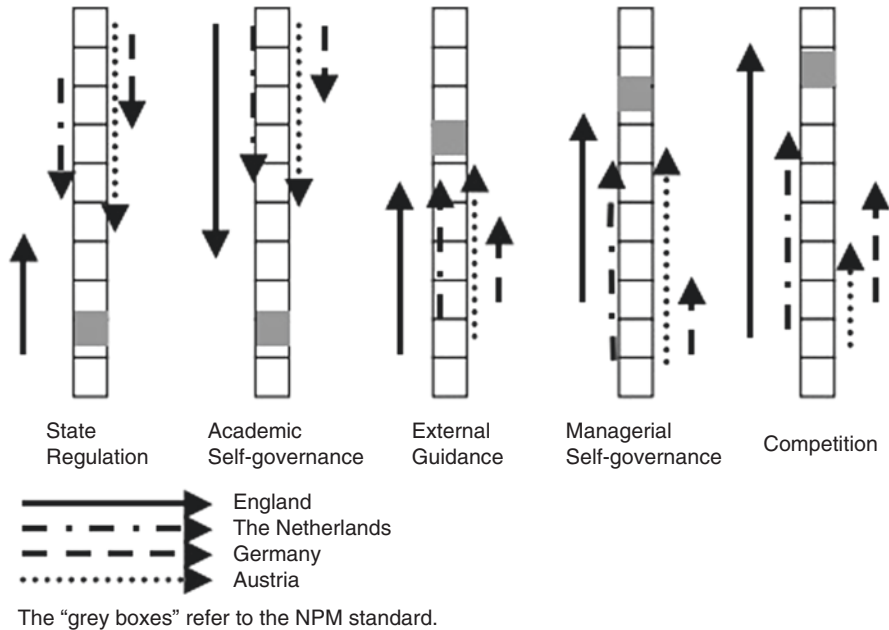 State
Regulation
Academic
Self-governance
External
Guidance
Managerial
Self-governance
Competition
England
The Netherlands
Germany
Austria
The “grey boxes” refer to the NPM standard.